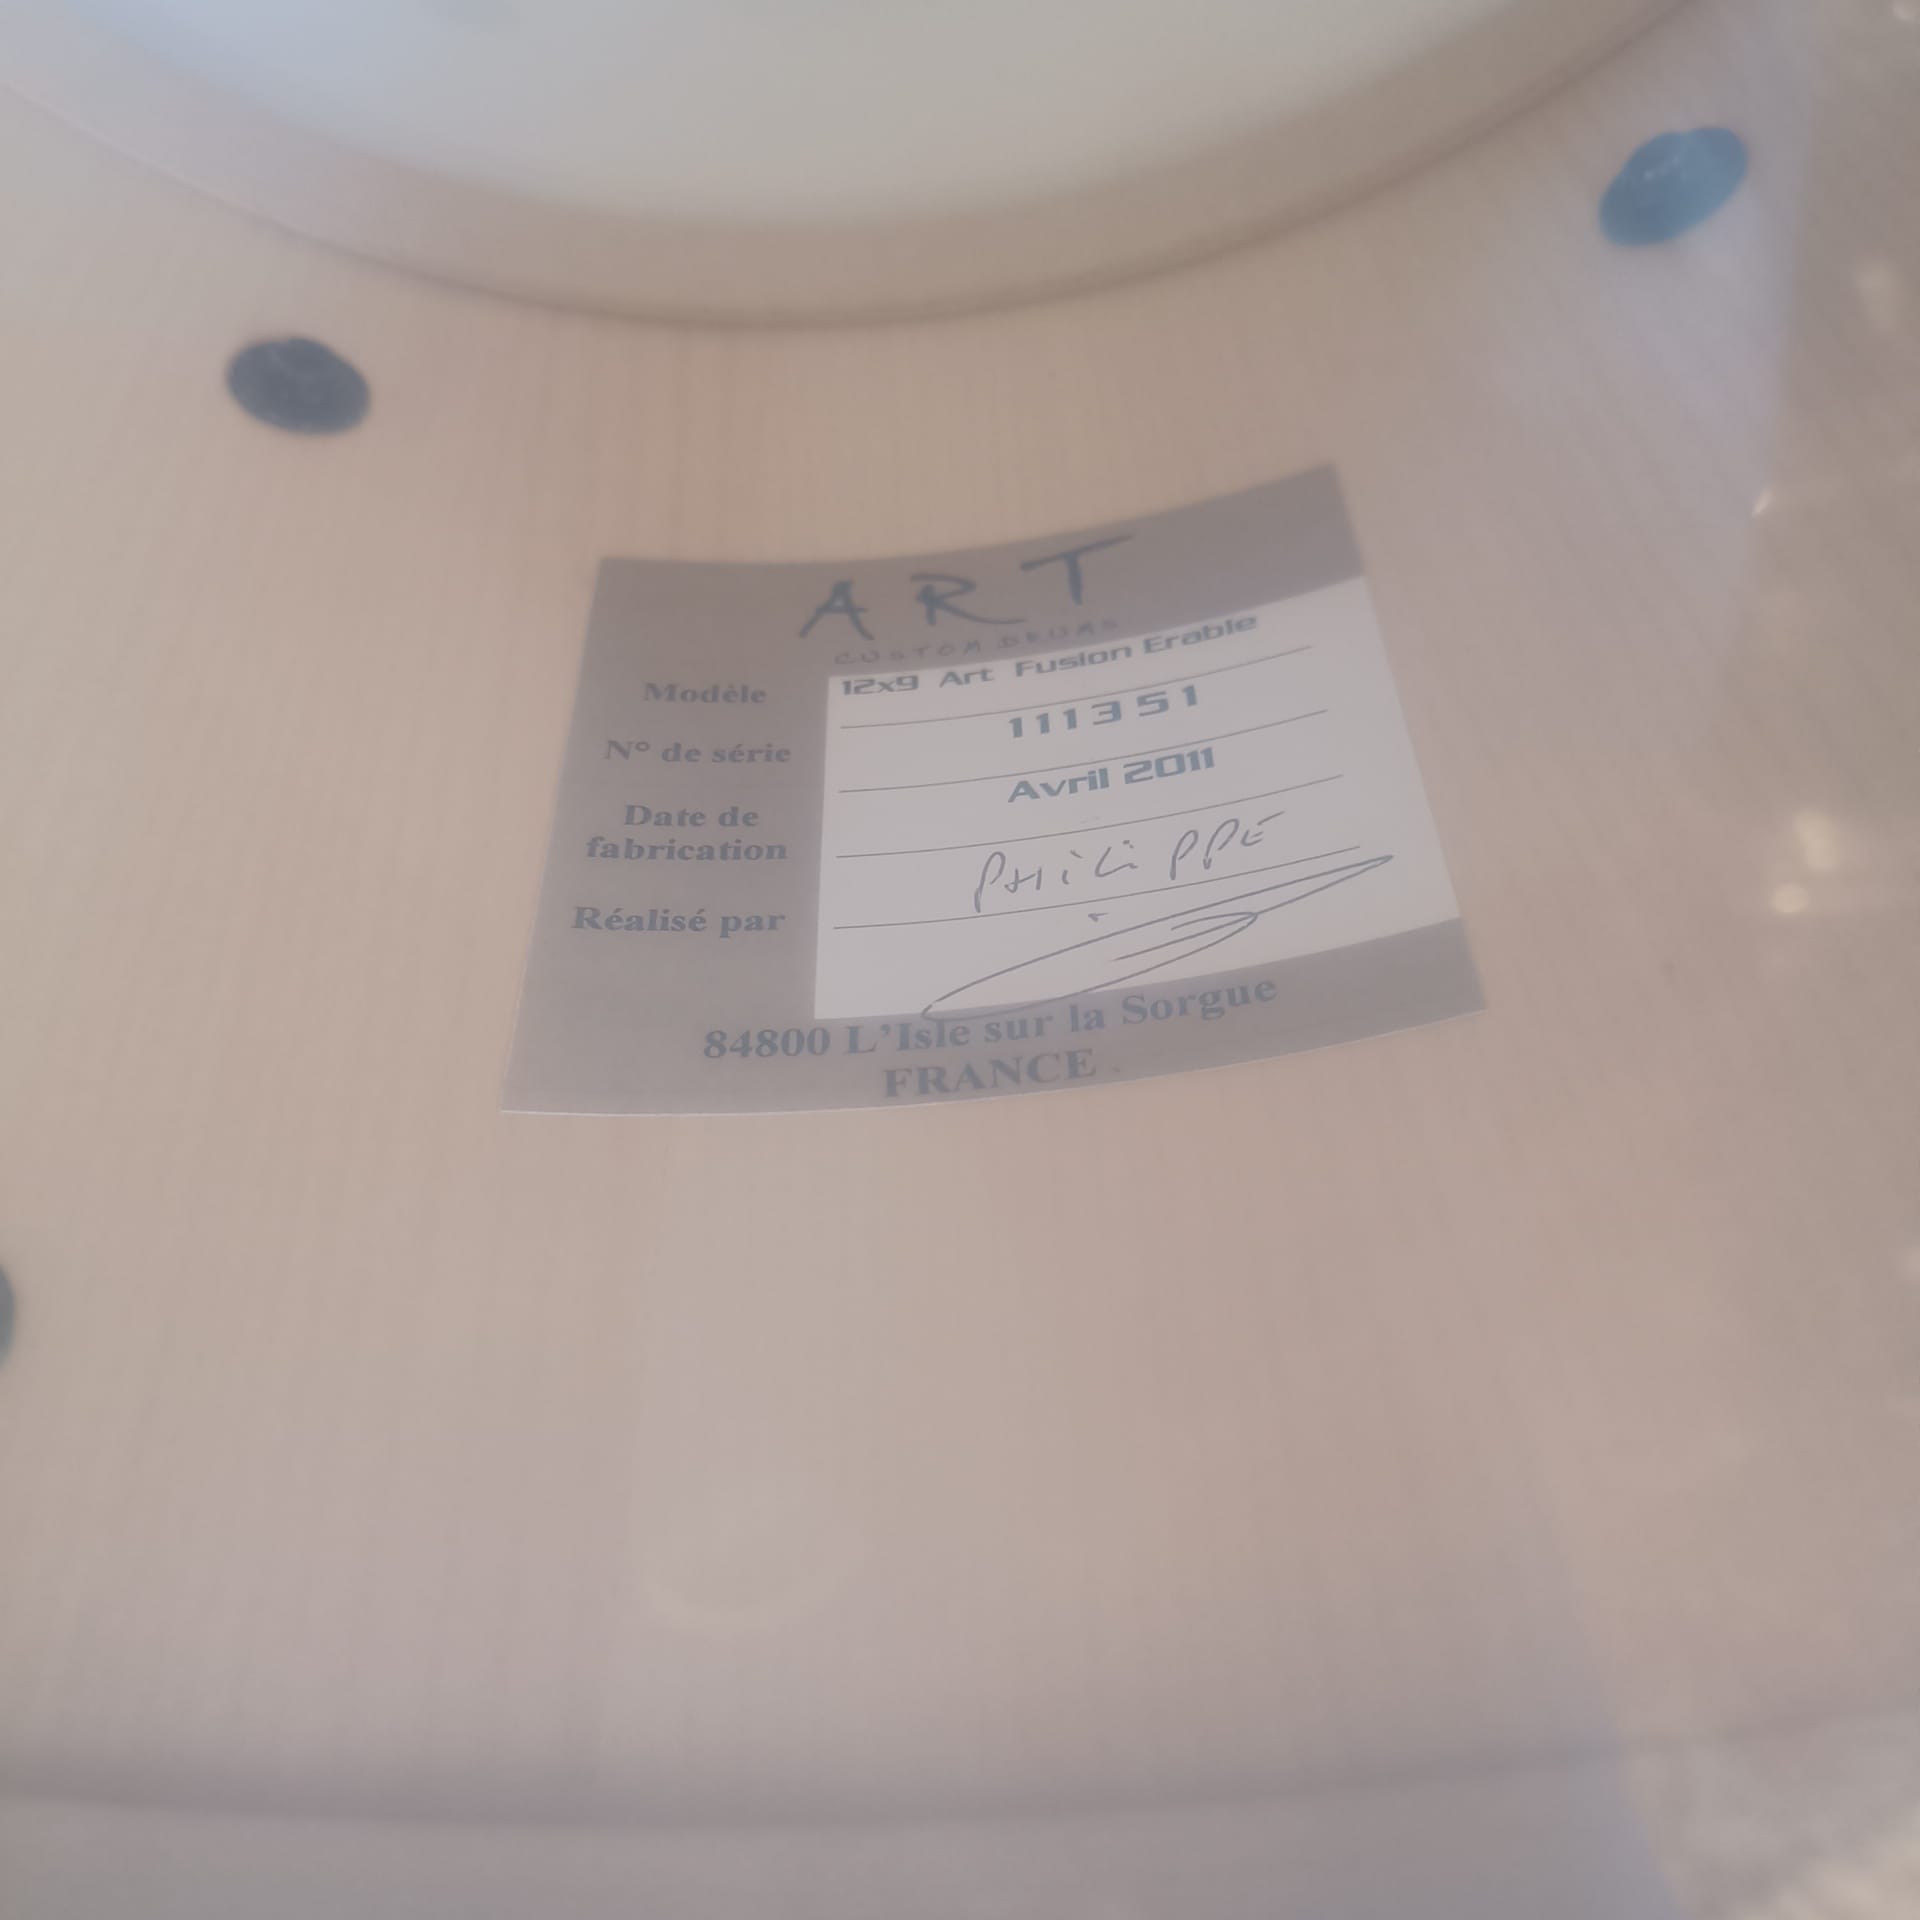 ART
CUSTOM DRUMS
Modèle 12x9 Art Fusion Erable
N° de série 111351
Date de fabrication Avril 2011
Réalisé par PHiLiPPE
84800 L'Isle sur la Sorgue
FRANCE.